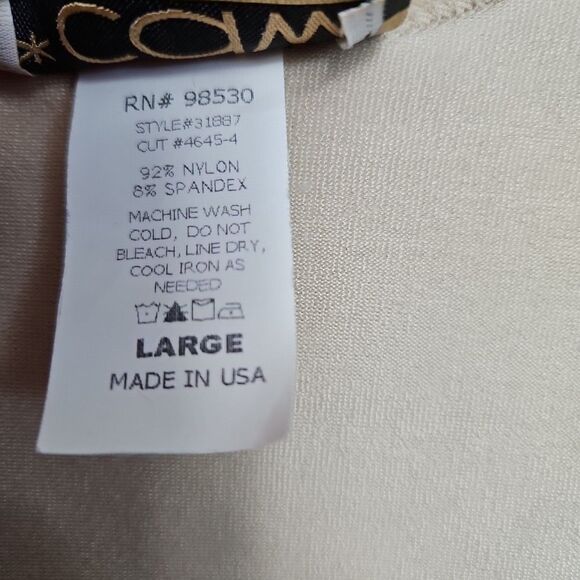 *cami
RN# 98530
STYLE#31887
CUT #4645-4
92% NYLON
8% SPANDEX
MACHINE WASH
COLD, DO NOT
BLEACH, LINE DRY,
COOL IRON AS
NEEDED
LARGE
MADE IN USA